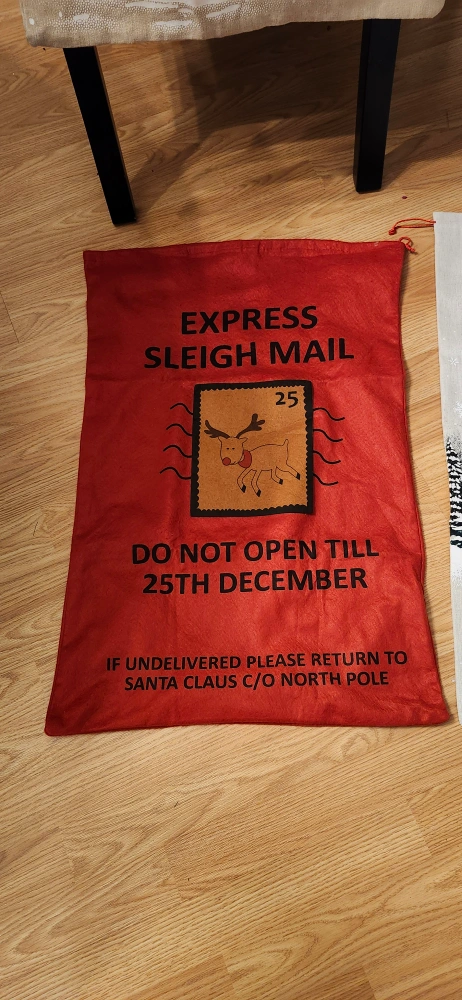 EXPRESS
SLEIGH MAIL
25
DO NOT OPEN TILL
25TH DECEMBER
IF UNDELIVERED PLEASE RETURN TO
SANTA CLAUS C/O NORTH POLE